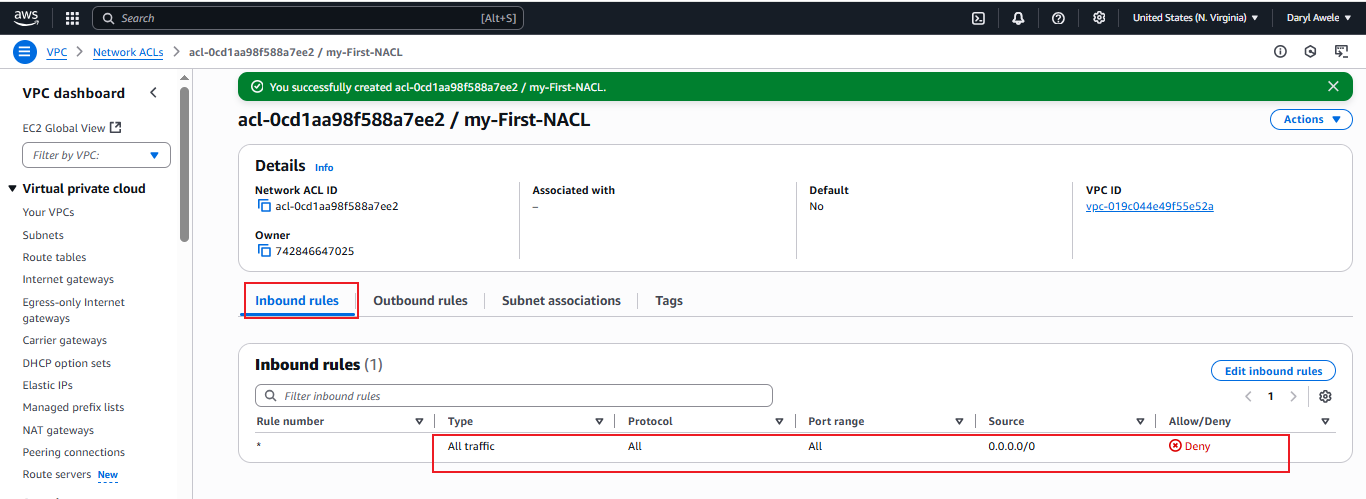 aws
Search
[Alt+S]
United States (N. Virginia)
Daryl Awele
VPC
Network ACLs
acl-0cd1aa98f588a7ee2 / my-First-NACL
VPC dashboard
EC2 Global View
Filter by VPC:
Virtual private cloud
Your VPCs
Subnets
Route tables
Internet gateways
Egress-only Internet
gateways
Carrier gateways
DHCP option sets
Elastic IPs
Managed prefix lists
NAT gateways
Peering connections
Route servers New
You successfully created acl-0cd1aa98f588a7ee2 / my-First-NACL.
acl-0cd1aa98f588a7ee2 / my-First-NACL
Actions
Details Info
Network ACL ID
acl-0cd1aa98f588a7ee2
Associated with
–
Default
No
VPC ID
vpc-019c044e49f55e52a
Owner
742846647025
Inbound rules
Outbound rules
Subnet associations
Tags
Inbound rules (1)
Edit inbound rules
Filter inbound rules
1
Rule number Type Protocol Port range Source Allow/Deny
* All traffic All All 0.0.0.0/0 Deny